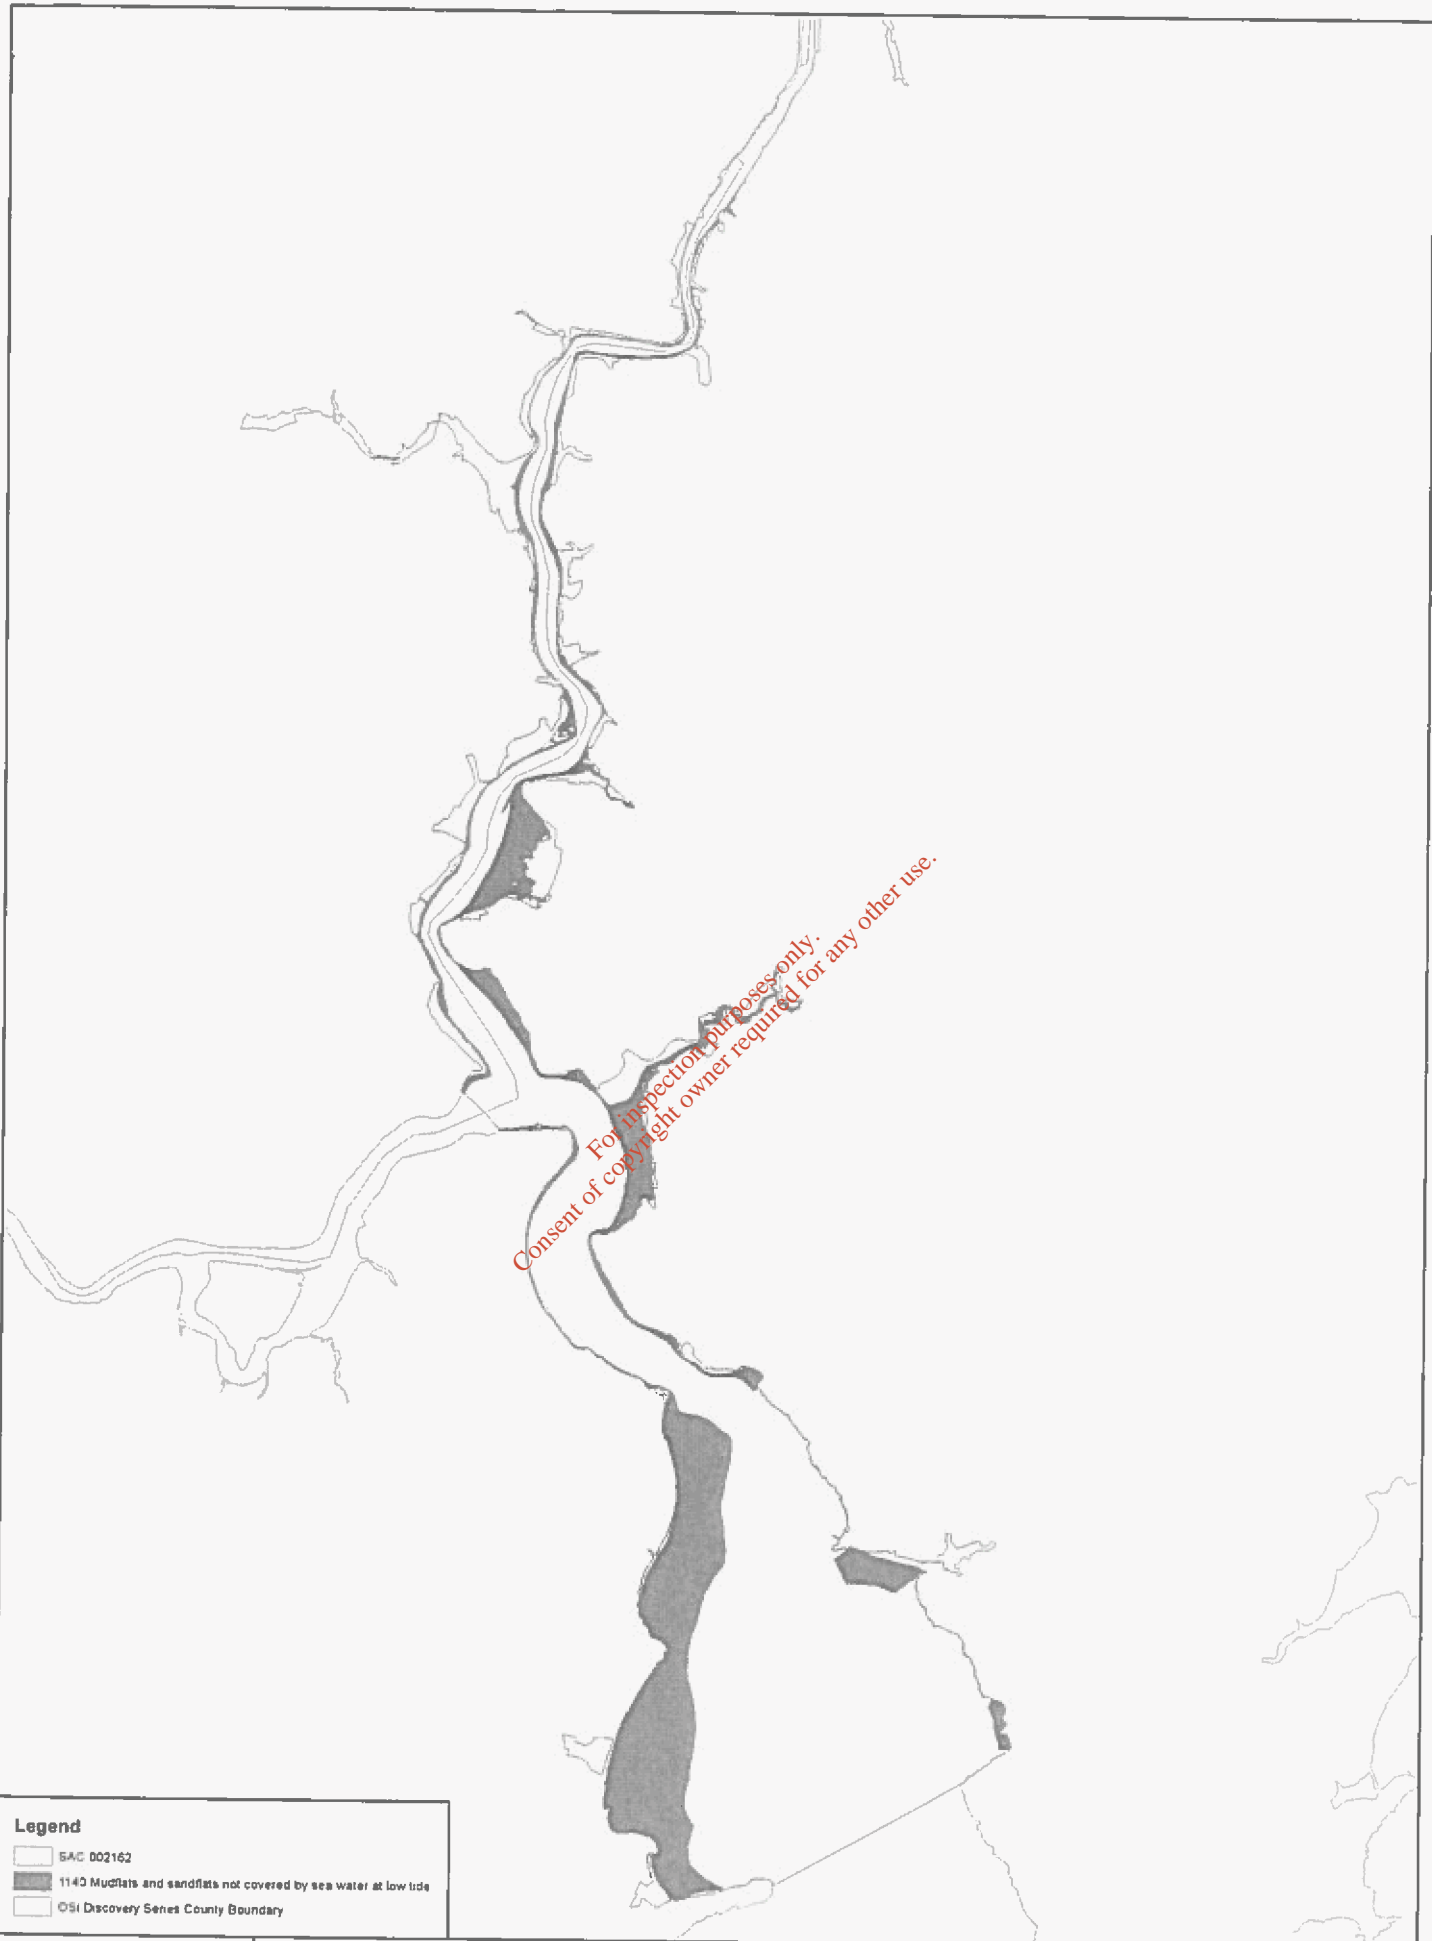 For inspection purposes only.
Consent of copyright owner required for any other use.
Legend
SAC 002162
1140 Mudflats and sandflats not covered by sea water at low tide
OSi Discovery Series County Boundary